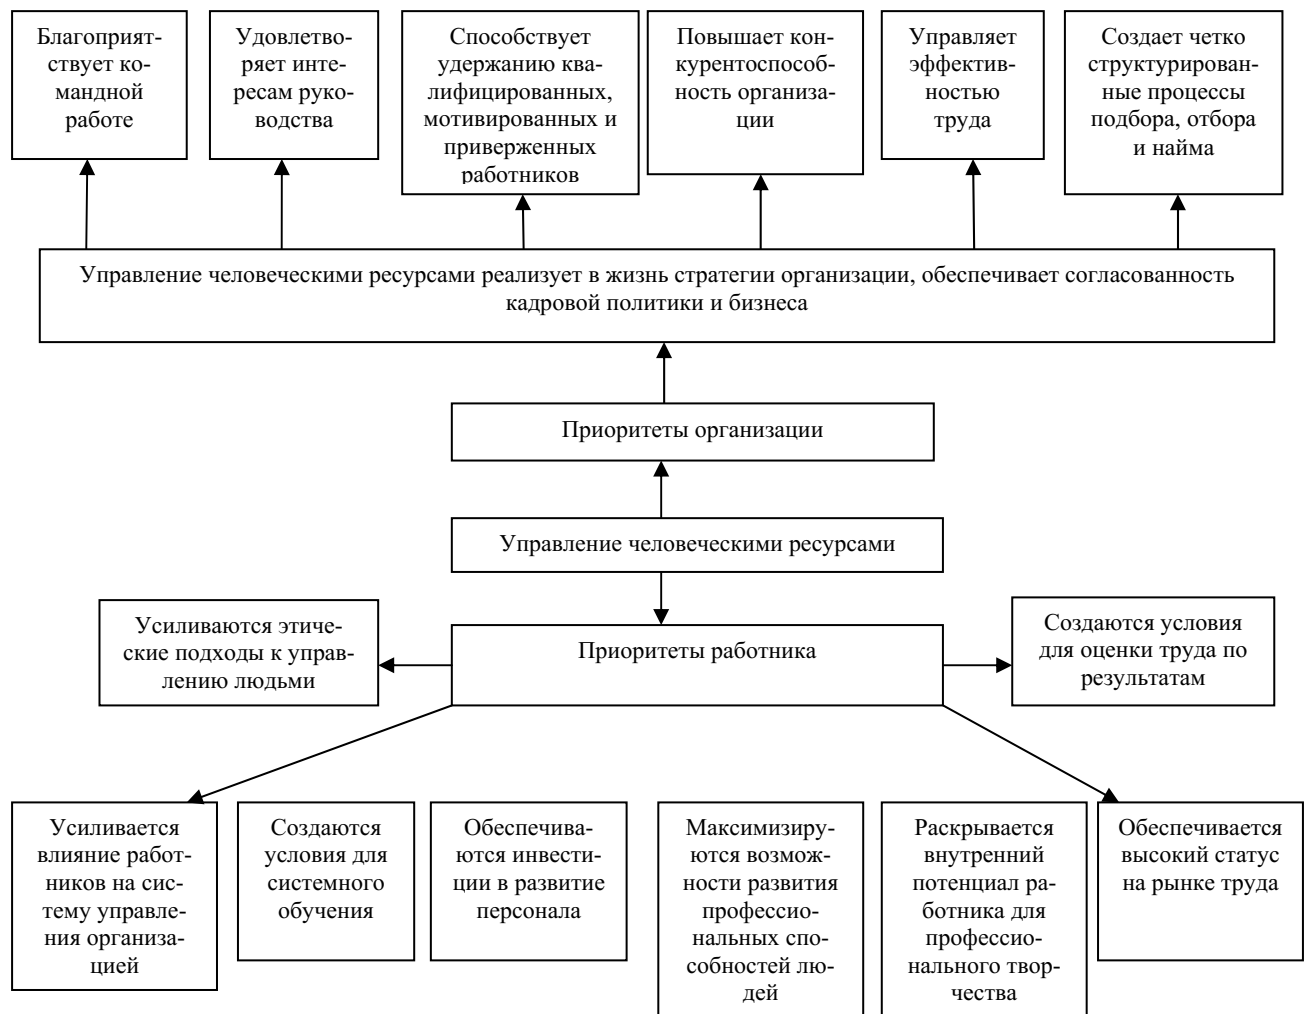 Благоприят-
ствует ко-
мандной
работе
Удовлетво-
ряет инте-
ресам руко-
водства
Способствует
удержанию ква-
лифицированных,
мотивированных и
приверженных
работников
Повышает кон-
курентоспособ-
ность организа-
ции
Управляет
эффектив-
ностью
труда
Создает четко
структурирован-
ные процессы
подбора, отбора
и найма
Управление человеческими ресурсами реализует в жизнь стратегии организации, обеспечивает согласованность
кадровой политики и бизнеса
Приоритеты организации
Управление человеческими ресурсами
Усиливаются этиче-
ские подходы к управ-
лению людьми
Приоритеты работника
Создаются условия
для оценки труда по
результатам
Усиливается
влияние работ-
ников на сис-
тему управле-
ния организа-
цией
Создаются
условия для
системного
обучения
Обеспечива-
ются инвести-
ции в развитие
персонала
Максимизиру-
ются возмож-
ности развития
профессио-
нальных спо-
собностей лю-
дей
Раскрывается
внутренний
потенциал ра-
ботника для
профессио-
нального твор-
чества
Обеспечивается
высокий статус
на рынке труда